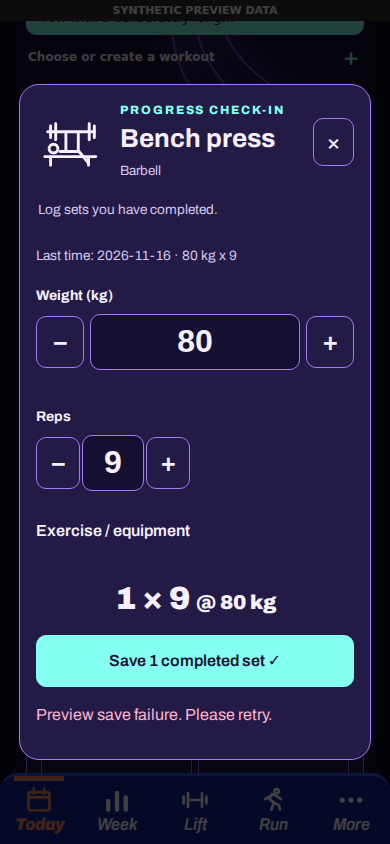 SYNTHETIC PREVIEW DATA
Choose or create a workout
+
PROGRESS CHECK-IN
Bench press
×
Barbell
Log sets you have completed.
Last time: 2026-11-16 · 80 kg x 9
Weight (kg)
− 80 +
Reps
− 9 +
Exercise / equipment
1 × 9 @ 80 kg
Save 1 completed set ✓
Preview save failure. Please retry.
Today Week Lift Run More